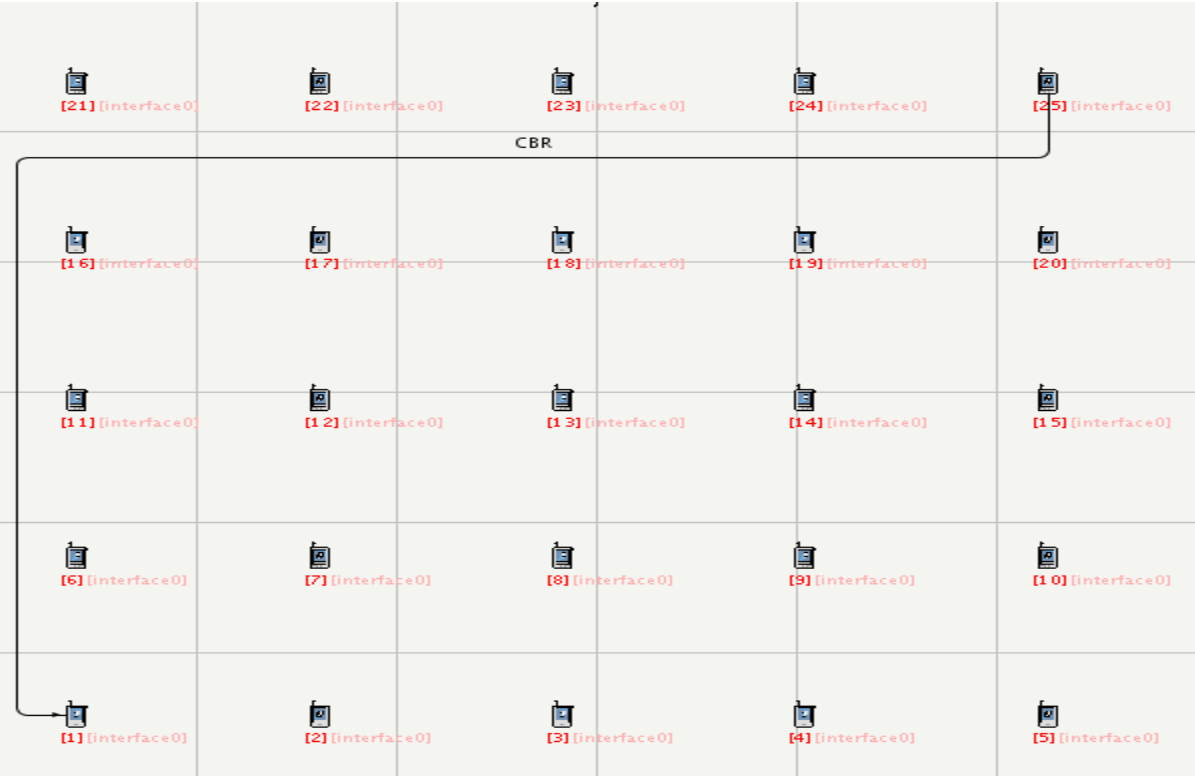 [21] [interface0] [22] [interface0] [23] [interface0] [24] [interface0] [25] [interface0]
CBR
[16] [interface0] [17] [interface0] [18] [interface0] [19] [interface0] [20] [interface0]
[11] [interface0] [12] [interface0] [13] [interface0] [14] [interface0] [15] [interface0]
[6] [interface0] [7] [interface0] [8] [interface0] [9] [interface0] [10] [interface0]
[1] [interface0] [2] [interface0] [3] [interface0] [4] [interface0] [5] [interface0]